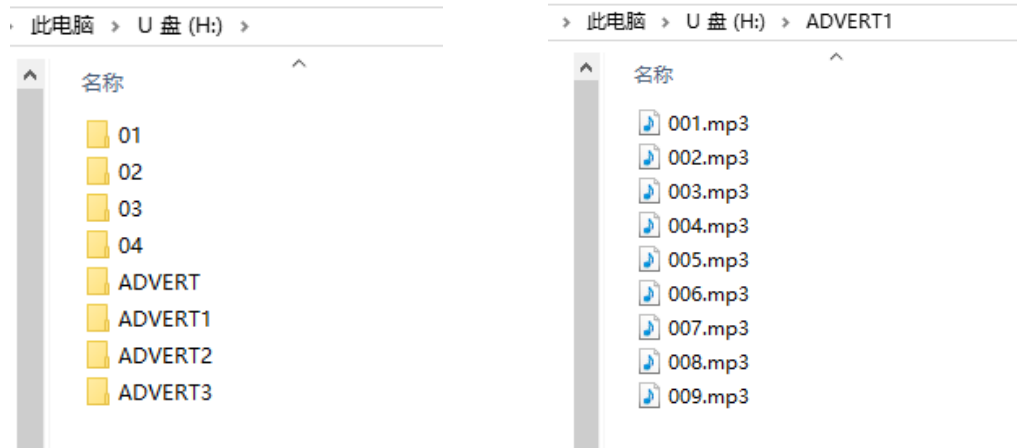 此电脑 > U 盘 (H:) >
名称
01
02
03
04
ADVERT
ADVERT1
ADVERT2
ADVERT3
> 此电脑 > U 盘 (H:) > ADVERT1
名称
001.mp3
002.mp3
003.mp3
004.mp3
005.mp3
006.mp3
007.mp3
008.mp3
009.mp3